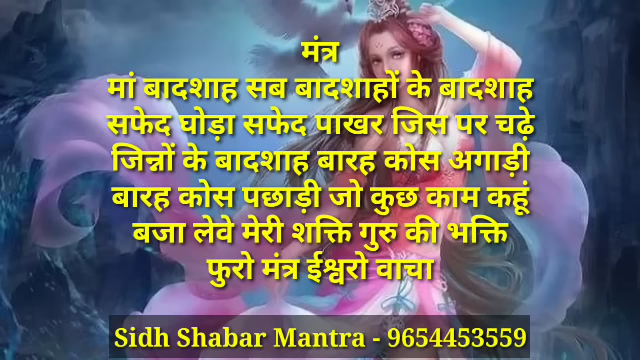 मंत्र
मां बादशाह सब बादशाहों के बादशाह
सफेद घोड़ा सफेद पाखर जिस पर चढ़े
जिन्नों के बादशाह बारह कोस अगाड़ी
बारह कोस पछाड़ी जो कुछ काम कहूं
बजा लेवे मेरी शक्ति गुरु की भक्ति
फुरो मंत्र ईश्वरो वाचा
Sidh Shabar Mantra - 9654453559